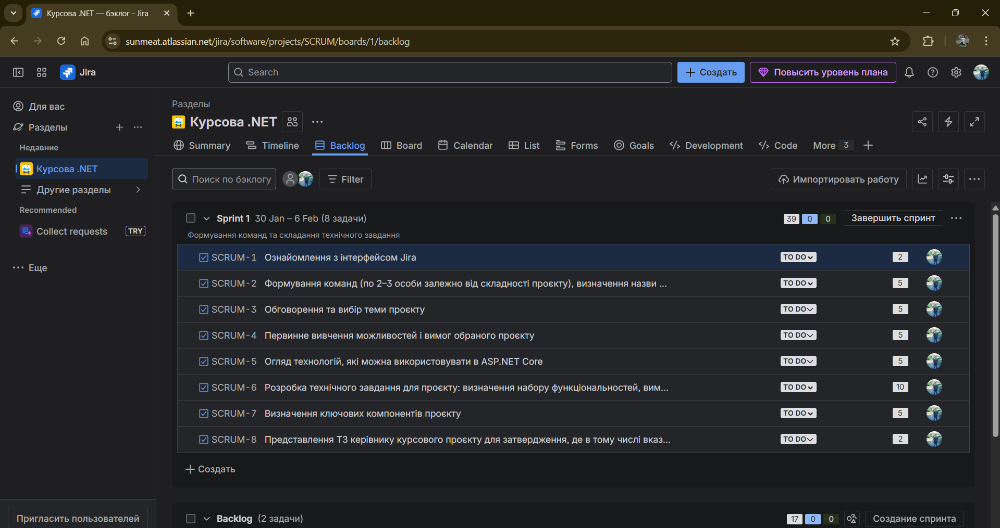 Курсова .NET — бэклог - Jira
sunmeat.atlassian.net/jira/software/projects/SCRUM/boards/1/backlog
Jira
Search
Создать
Повысить уровень плана
Для вас
Разделы
Недавние
Курсова .NET
Другие разделы
Recommended
Collect requests TRY
Еще
Пригласить пользователей
Разделы
Курсова .NET
Summary Timeline Backlog Board Calendar List Forms Goals Development Code More 3
Поиск по бэклогу
Filter
Импортировать работу
Sprint 1 30 Jan – 6 Feb (8 задачи) 39 0 0 Завершить спринт
Формування команд та складання технічного завдання
SCRUM-1 Ознайомлення з інтерфейсом Jira TO DO 2
SCRUM-2 Формування команд (по 2–3 особи залежно від складності проєкту), визначення назви ... TO DO 5
SCRUM-3 Обговорення та вибір теми проєкту TO DO 5
SCRUM-4 Первинне вивчення можливостей і вимог обраного проєкту TO DO 5
SCRUM-5 Огляд технологій, які можна використовувати в ASP.NET Core TO DO 5
SCRUM-6 Розробка технічного завдання для проєкту: визначення набору функціональностей, вим... TO DO 10
SCRUM-7 Визначення ключових компонентів проєкту TO DO 5
SCRUM-8 Представлення ТЗ керівнику курсового проєкту для затвердження, де в тому числі вказ... TO DO 2
Создать
Backlog (2 задачи) 17 0 0 Создание спринта